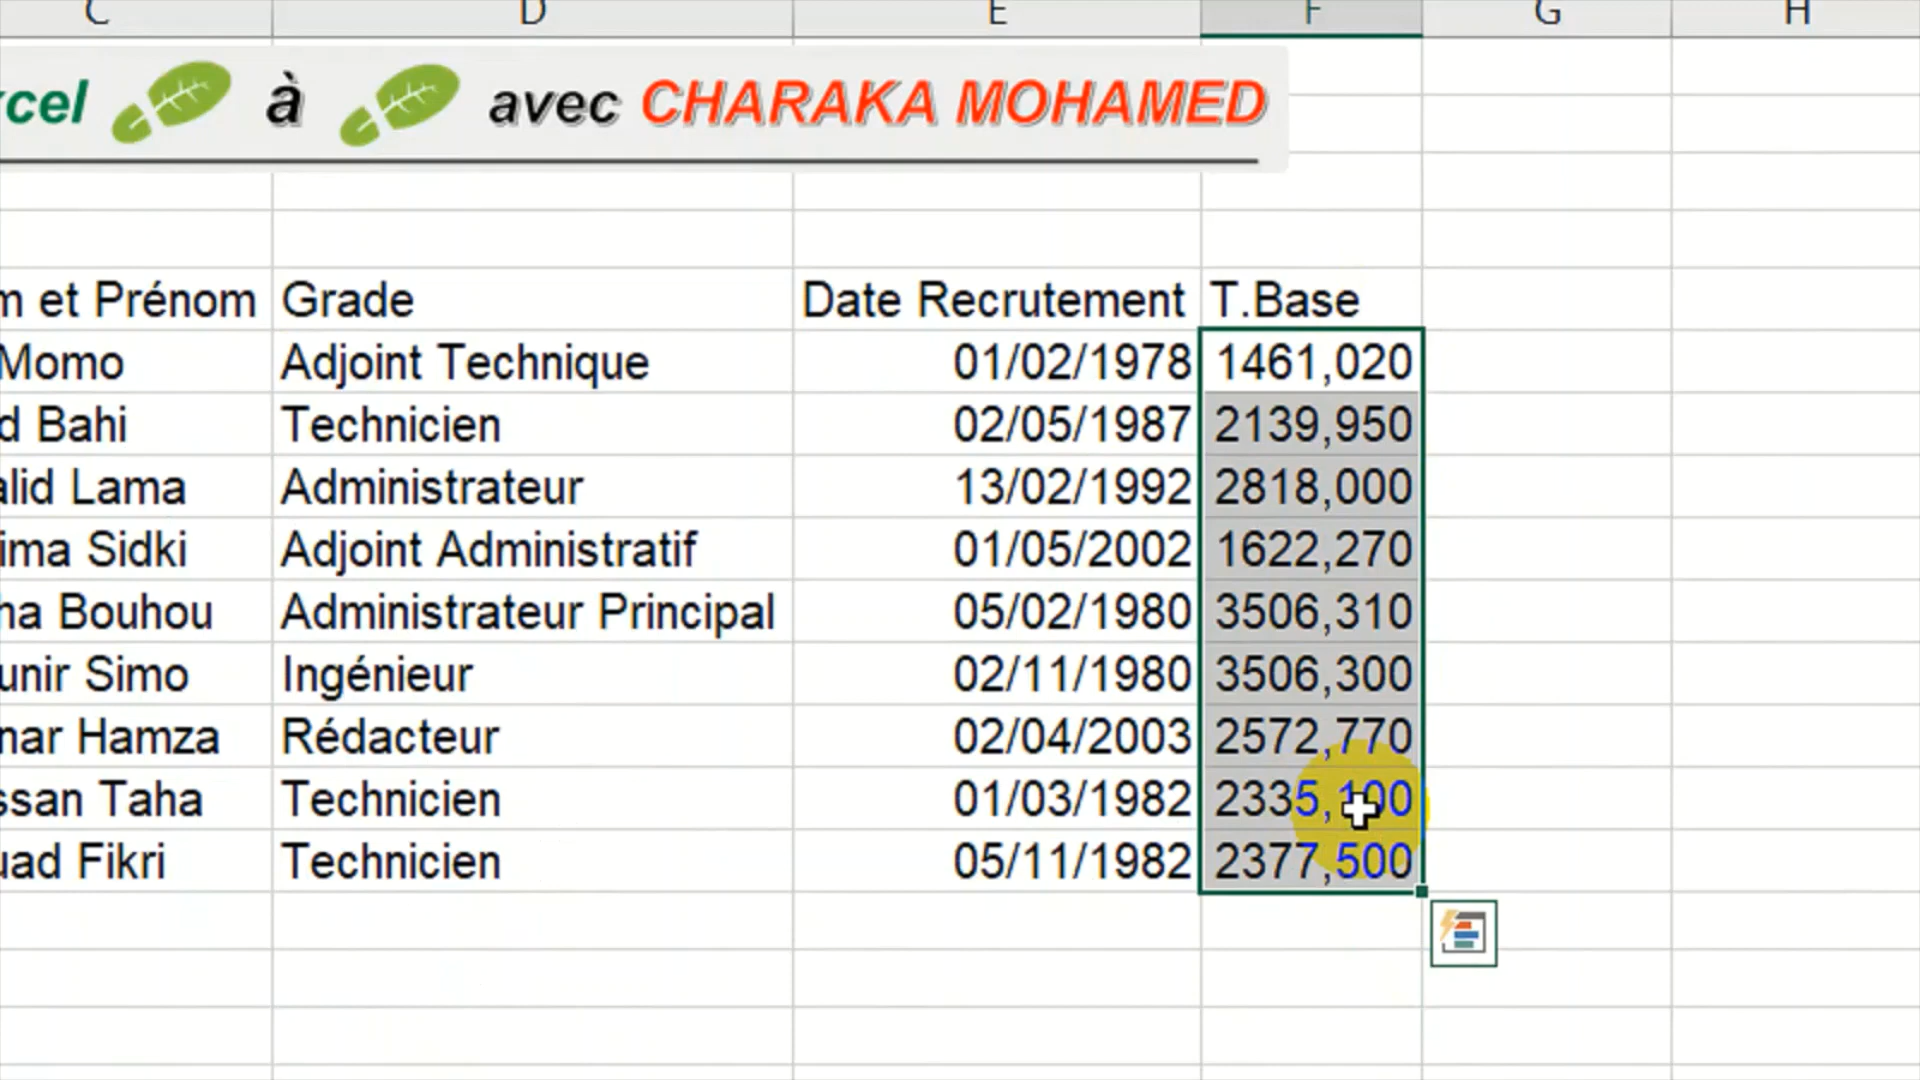 C D E F G H
xcel à avec CHARAKA MOHAMED
m et Prénom Grade Date Recrutement T.Base
Momo Adjoint Technique 01/02/1978 1461,020
d Bahi Technicien 02/05/1987 2139,950
alid Lama Administrateur 13/02/1992 2818,000
ima Sidki Adjoint Administratif 01/05/2002 1622,270
ha Bouhou Administrateur Principal 05/02/1980 3506,310
unir Simo Ingénieur 02/11/1980 3506,300
nar Hamza Rédacteur 02/04/2003 2572,770
ssan Taha Technicien 01/03/1982 2335,100
uad Fikri Technicien 05/11/1982 2377,500